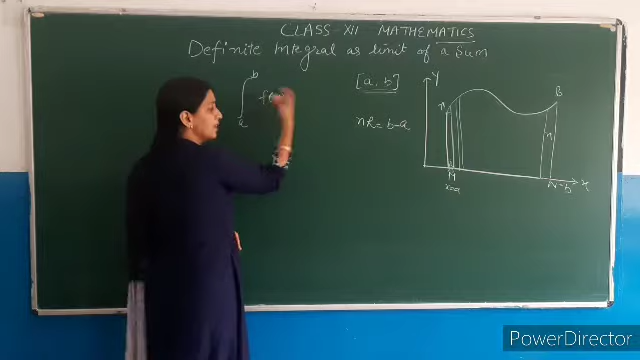 CLASS-XII MATHEMATICS
Definite Integral as limit of a Sum
b
a
f
[a, b]
nh = b-a
Y
B
M
x=a
N=b
x
PowerDirector